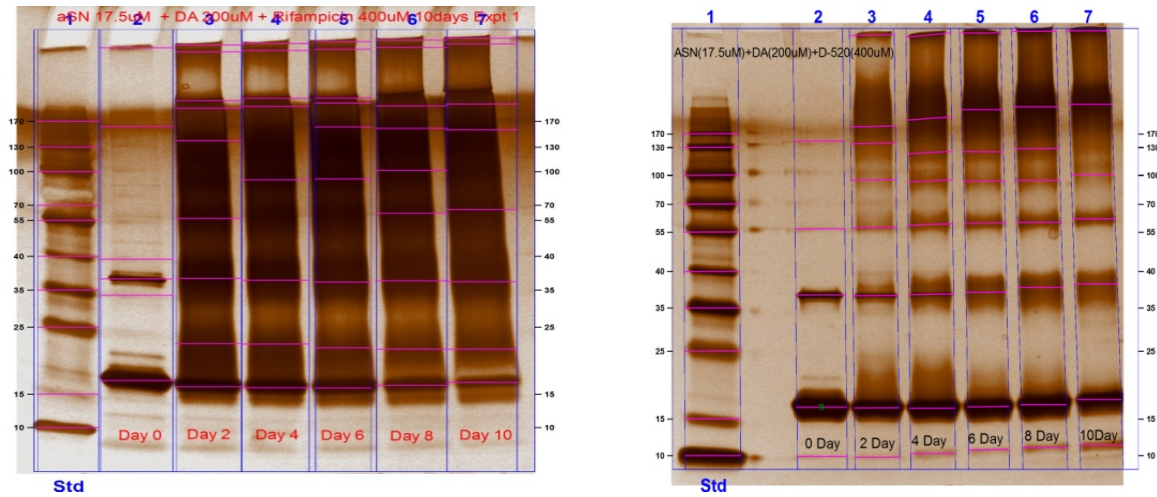 aSN 17.5uM + DA 200uM + Rifampicin 400uM 10days Expt 1
1 2 3 4 5 6 7
170 170
130 130
100 100
70 70
55 55
40 40
35 35
25 25
15 15
10 10
Day 0 Day 2 Day 4 Day 6 Day 8 Day 10
Std
1 2 3 4 5 6 7
ASN(17.5uM)+DA(200uM)+D-520(400uM)
170 170
130 130
100 100
70 70
55 55
40 40
35 35
25 25
15 15
10 10
0 Day 2 Day 4 Day 6 Day 8 Day 10Day
Std